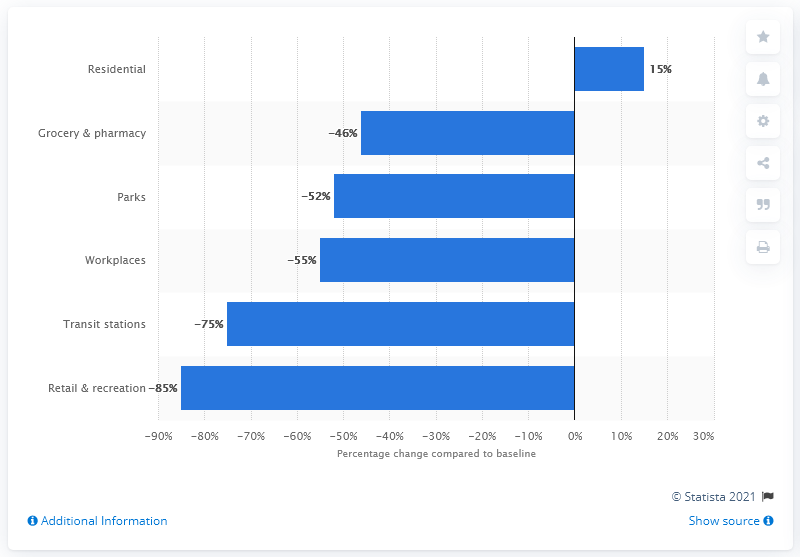 Residential 15%
Grocery & pharmacy -46%
Parks -52%
Workplaces -55%
Transit stations -75%
Retail & recreation -85%
-90% -80% -70% -60% -50% -40% -30% -20% -10% 0% 10% 20% 30%
Percentage change compared to baseline
© Statista 2021
Additional Information Show source